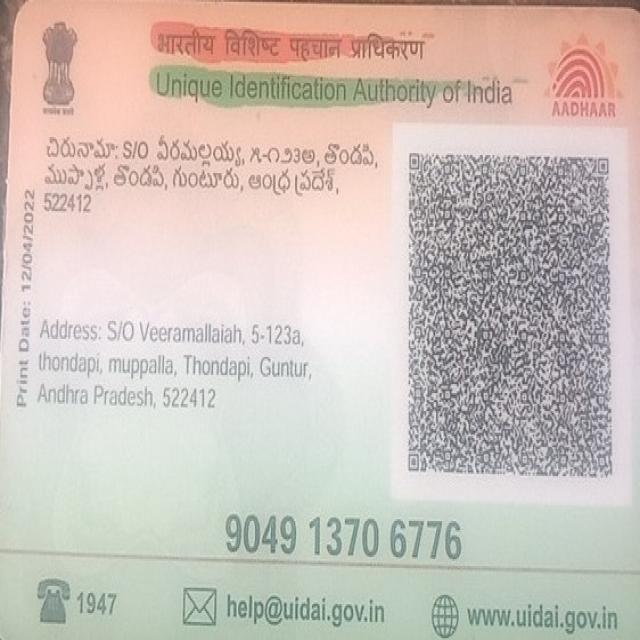 भारतीय विशिष्ट पहचान प्राधिकरण
Unique Identification Authority of India
AADHAAR
చిరునామా: S/O వీరమల్లయ్య, ౫-౧౨౩అ, తొండపి,
ముప్పాళ్ల, తొండపి, గుంటూరు, ఆంధ్ర ప్రదేశ్,
522412
Print Date: 12/04/2022
Address: S/O Veeramallaiah, 5-123a,
thondapi, muppalla, Thondapi, Guntur,
Andhra Pradesh, 522412
9049 1370 6776
1947
help@uidai.gov.in
www.uidai.gov.in